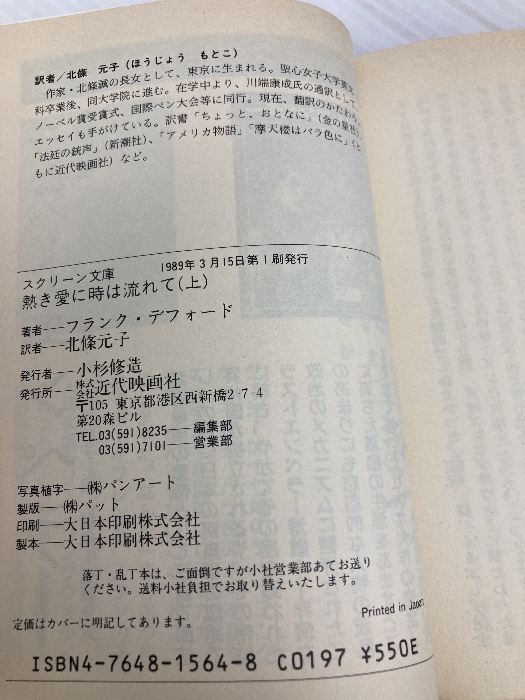 訳者/北條 元子(ほうじょう もとこ)
作家・北條誠の長女として、東京に生まれる。聖心女子大学英文
科卒業後、同大学院に進む。在学中より、川端康成氏の通訳として
ノーベル賞受賞式、国際ペン大会等に同行。現在、翻訳のかたわら、
エッセイも手がけている。訳書「ちょっと、おとなに」(金の星社)
「法廷の銃声」(新潮社)、「アメリカ物語」「摩天楼はバラ色に」(と
もに近代映画社)など。
スクリーン文庫 1989年3月15日第1刷発行
熱き愛に時は流れて(上)
著者──フランク・デフォード
訳者──北條元子
発行者──小杉修造
発行所──株式会社近代映画社
〒105 東京都港区西新橋2-7-4
第20森ビル
TEL.03(591)8235──編集部
03(591)7101──営業部
写真植字──㈱パンアート
製版──㈱パット
印刷──大日本印刷株式会社
製本──大日本印刷株式会社
落丁・乱丁本は、ご面倒ですが小社営業部あてお送り
ください。送料小社負担でお取り替えいたします。
定価はカバーに明記してあります。
Printed in Japan
ISBN4-7648-1564-8 C0197 ¥550E